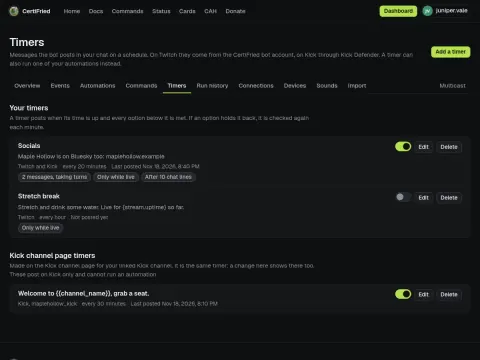 CertiFried
Home
Docs
Commands
Status
Cards
CAH
Donate
Dashboard
juniper.vale
Timers
Messages the bot posts in your chat on a schedule. On Twitch they come from the CertiFried bot account, on Kick through Kick Defender. A timer can
also run one of your automations instead.
Add a timer
Overview
Events
Automations
Commands
Timers
Run history
Connections
Devices
Sounds
Import
Multicast
Your timers
A timer posts when its time is up and every option below it is met. If an option holds it back, it is checked again
each minute.
Socials
Maple Hollow is on Bluesky too: maplehollow.example
Twitch and Kick · every 20 minutes · Last posted Nov 18, 2026, 8:40 PM
2 messages, taking turns
Only while live
After 10 chat lines
Edit
Delete
Stretch break
Stretch and drink some water. Live for {stream.uptime} so far.
Twitch · every hour · Not posted yet
Only while live
Edit
Delete
Kick channel page timers
Made on the Kick channel page for your linked Kick channel. It is the same timer: a change here shows there too.
These post on Kick only and cannot run an automation
Welcome to {{channel_name}}, grab a seat.
Kick, maplehollow_kick · every 30 minutes · Last posted Nov 18, 2026, 8:10 PM
Edit
Delete